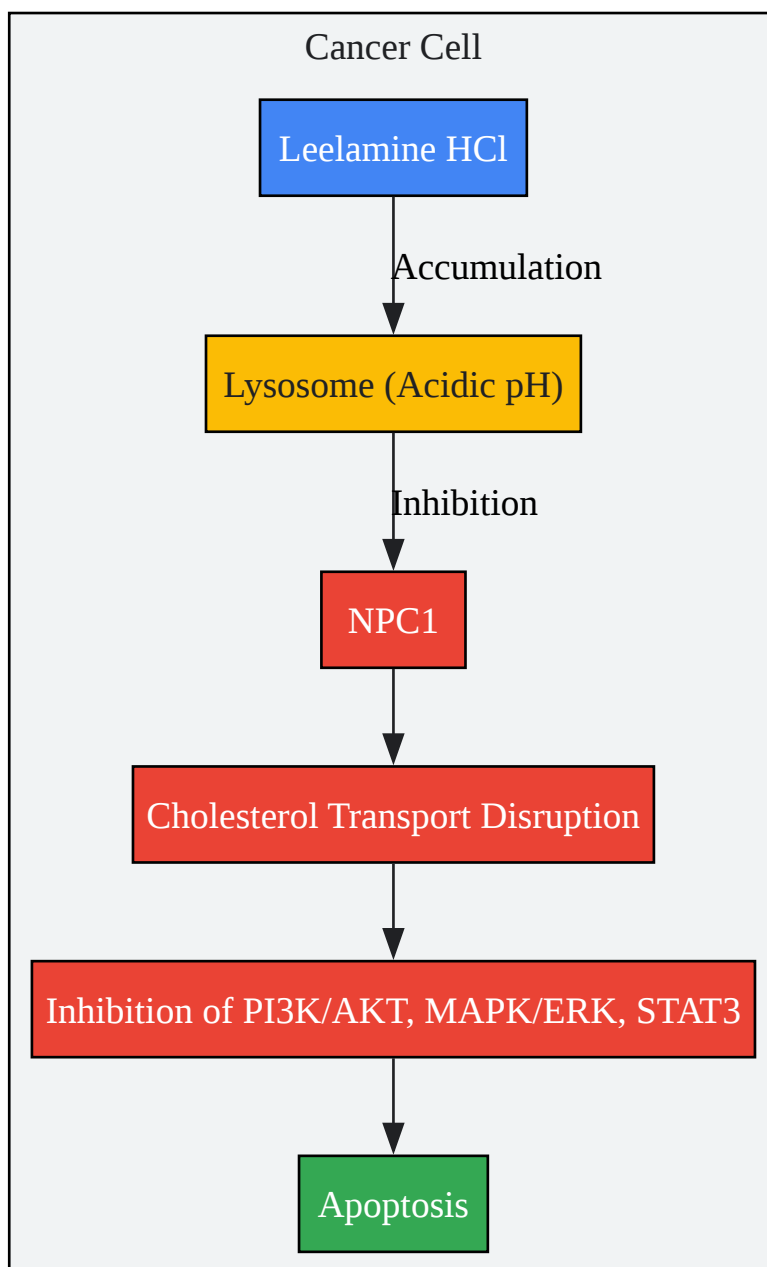 Cancer Cell
Leelamine HCl
Accumulation
Lysosome (Acidic pH)
Inhibition
NPC1
Cholesterol Transport Disruption
Inhibition of PI3K/AKT, MAPK/ERK, STAT3
Apoptosis